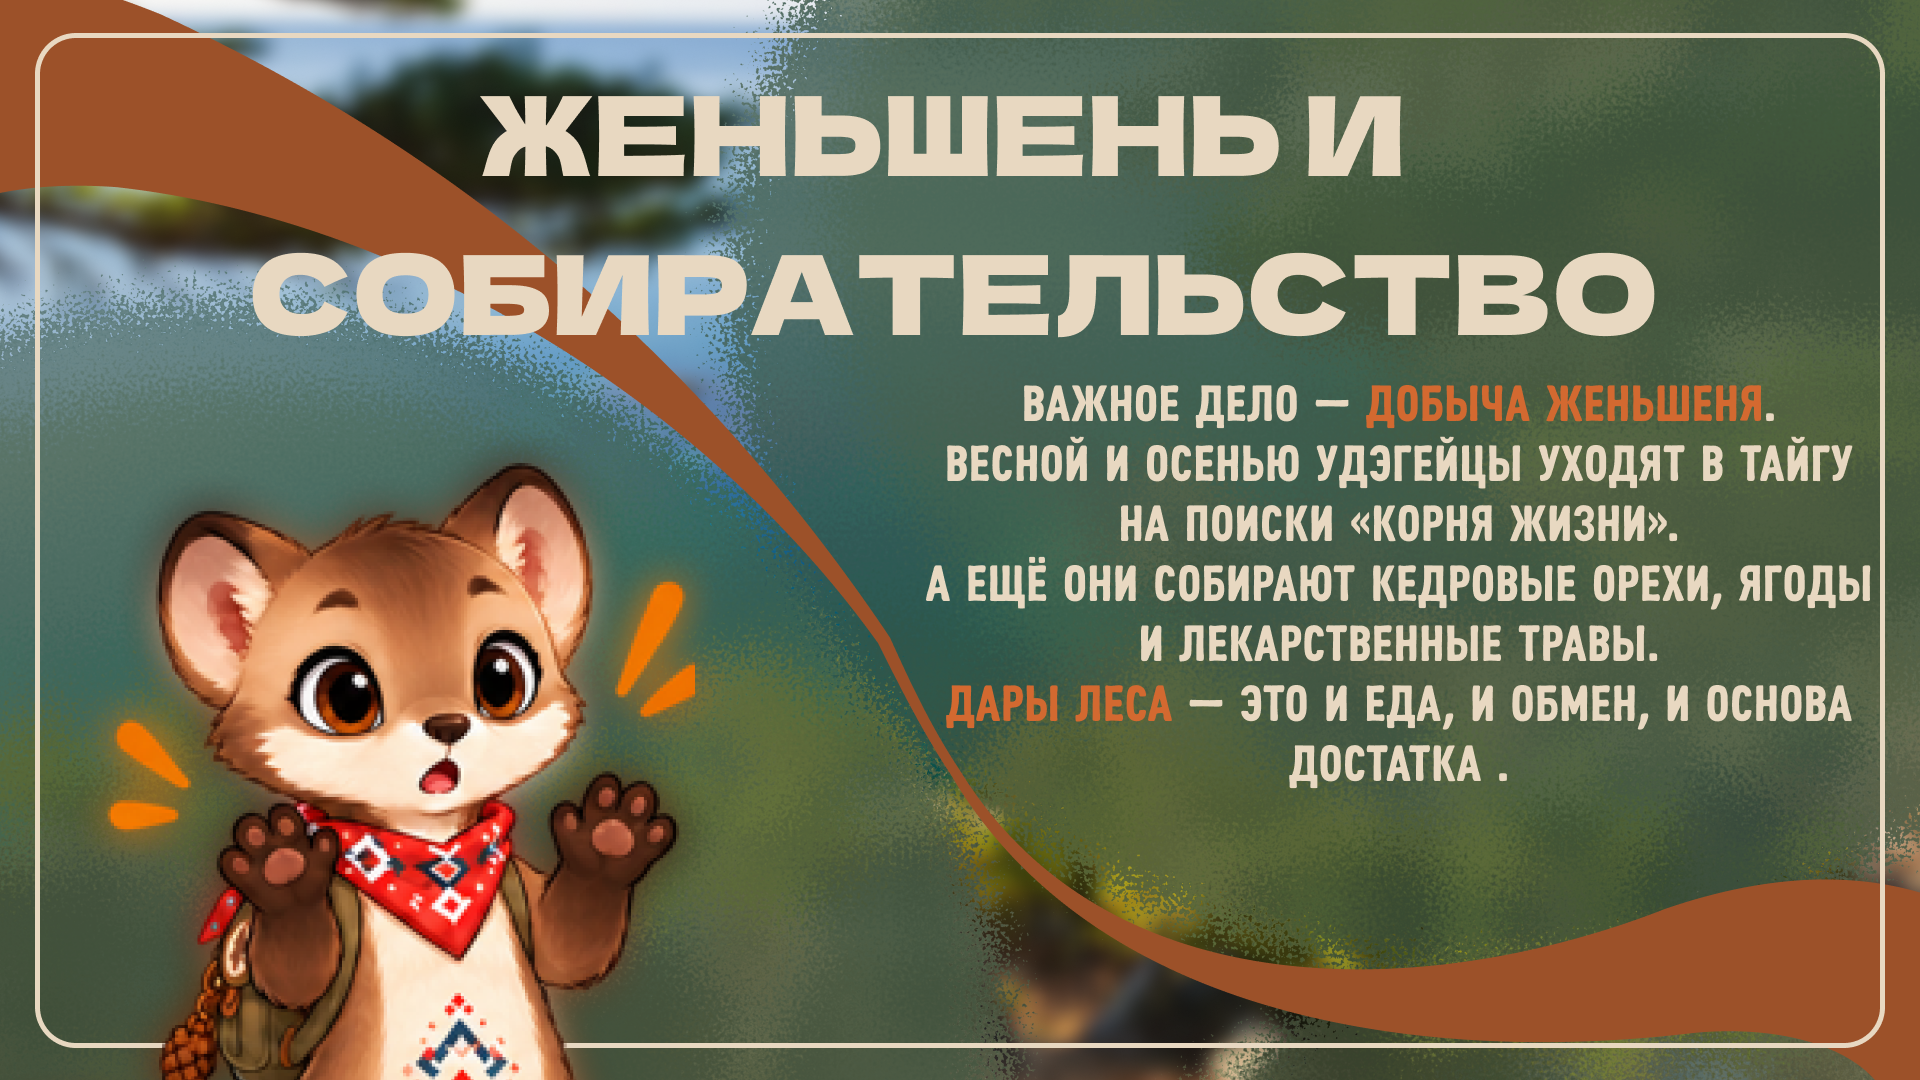 ЖЕНЬШЕНЬ И
СОБИРАТЕЛЬСТВО
ВАЖНОЕ ДЕЛО — ДОБЫЧА ЖЕНЬШЕНЯ.
ВЕСНОЙ И ОСЕНЬЮ УДЭГЕЙЦЫ УХОДЯТ В ТАЙГУ
НА ПОИСКИ «КОРНЯ ЖИЗНИ».
А ЕЩЁ ОНИ СОБИРАЮТ КЕДРОВЫЕ ОРЕХИ, ЯГОДЫ
И ЛЕКАРСТВЕННЫЕ ТРАВЫ.
ДАРЫ ЛЕСА — ЭТО И ЕДА, И ОБМЕН, И ОСНОВА
ДОСТАТКА .